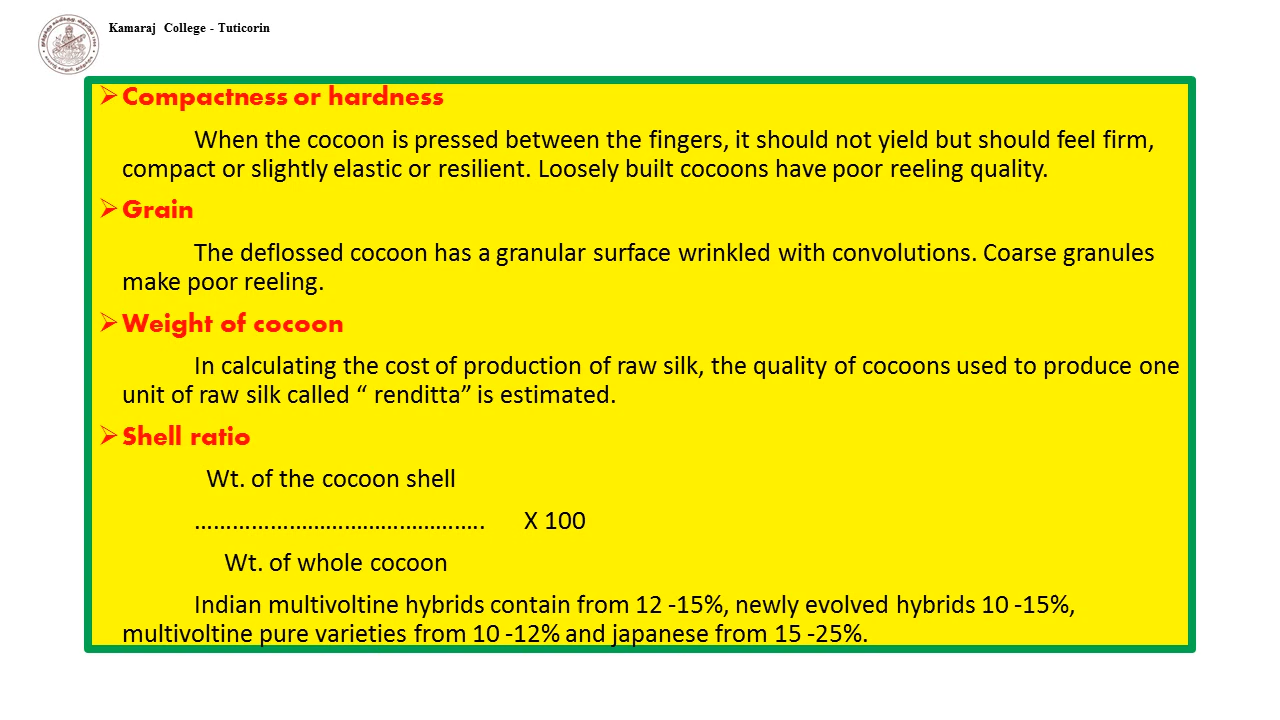 Kamaraj College - Tuticorin
➢Compactness or hardness
When the cocoon is pressed between the fingers, it should not yield but should feel firm,
compact or slightly elastic or resilient. Loosely built cocoons have poor reeling quality.
➢Grain
The deflossed cocoon has a granular surface wrinkled with convolutions. Coarse granules
make poor reeling.
➢Weight of cocoon
In calculating the cost of production of raw silk, the quality of cocoons used to produce one
unit of raw silk called “ renditta” is estimated.
➢Shell ratio
Wt. of the cocoon shell
……………………………………….. X 100
Wt. of whole cocoon
Indian multivoltine hybrids contain from 12 -15%, newly evolved hybrids 10 -15%,
multivoltine pure varieties from 10 -12% and japanese from 15 -25%.